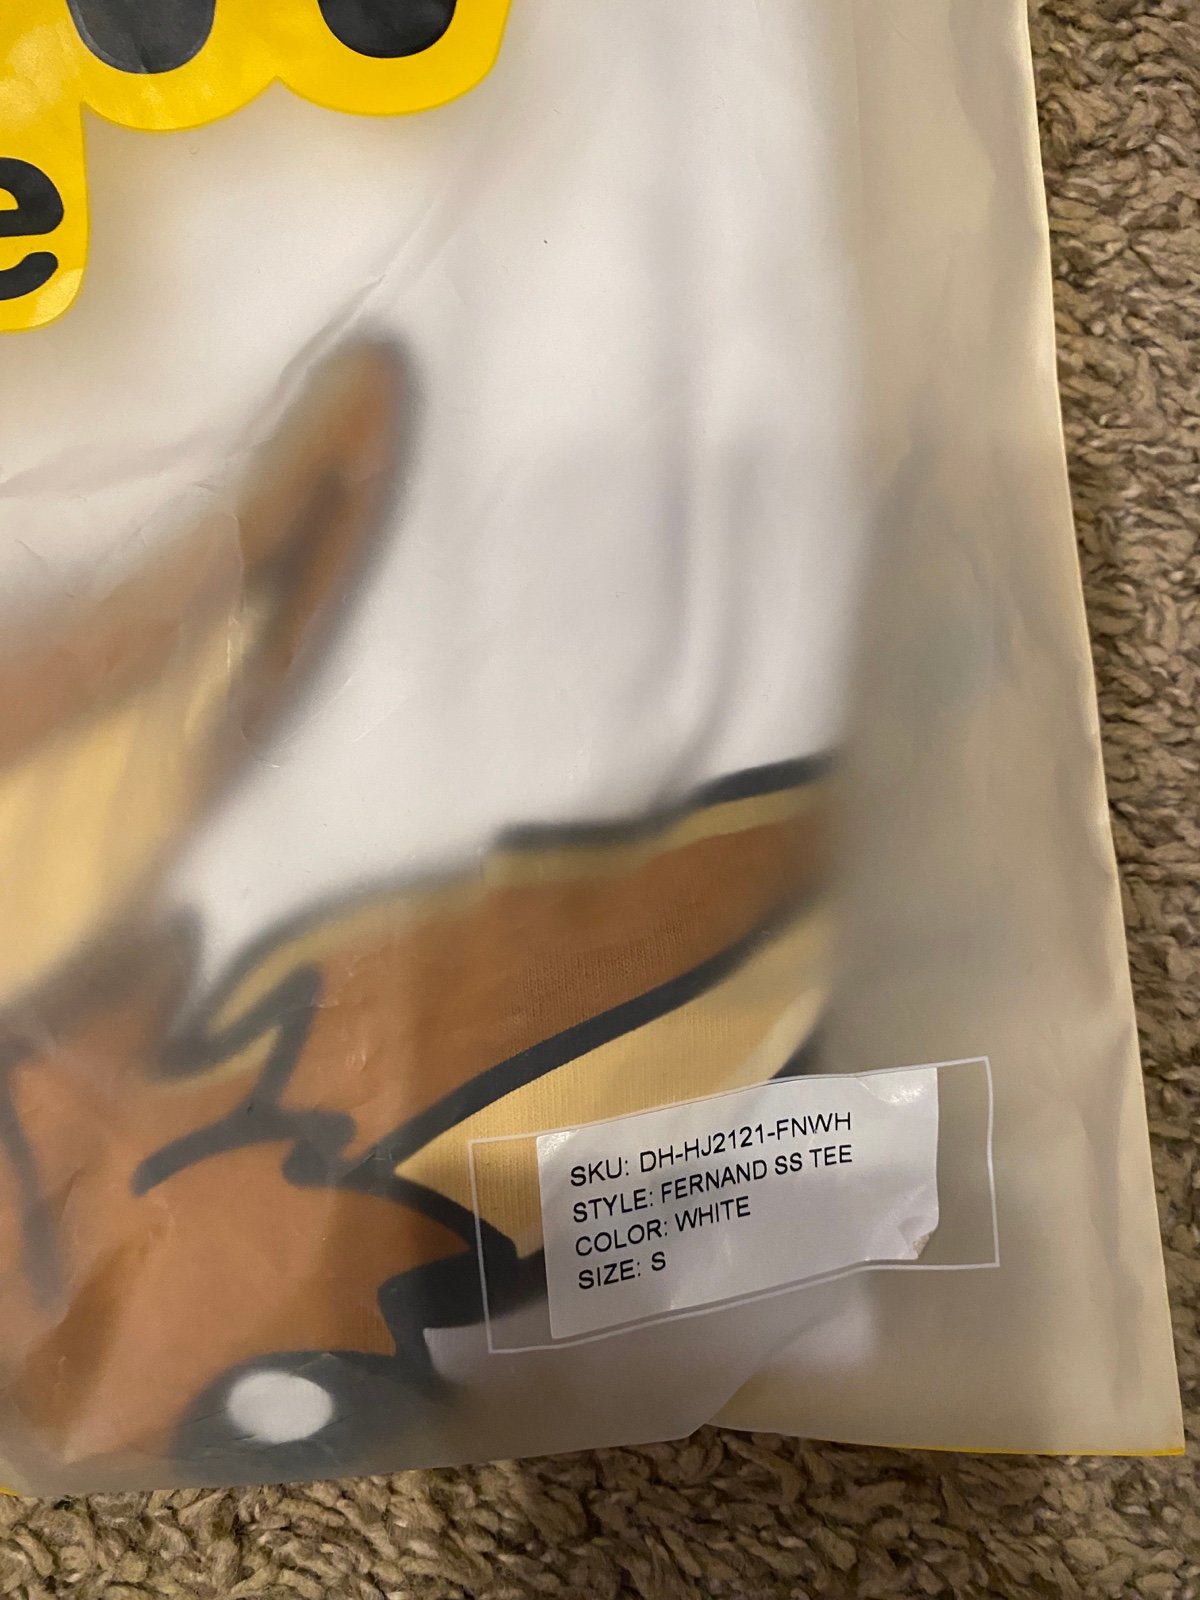 e
SKU: DH-HJ2121-FNWH
STYLE: FERNAND SS TEE
COLOR: WHITE
SIZE: S